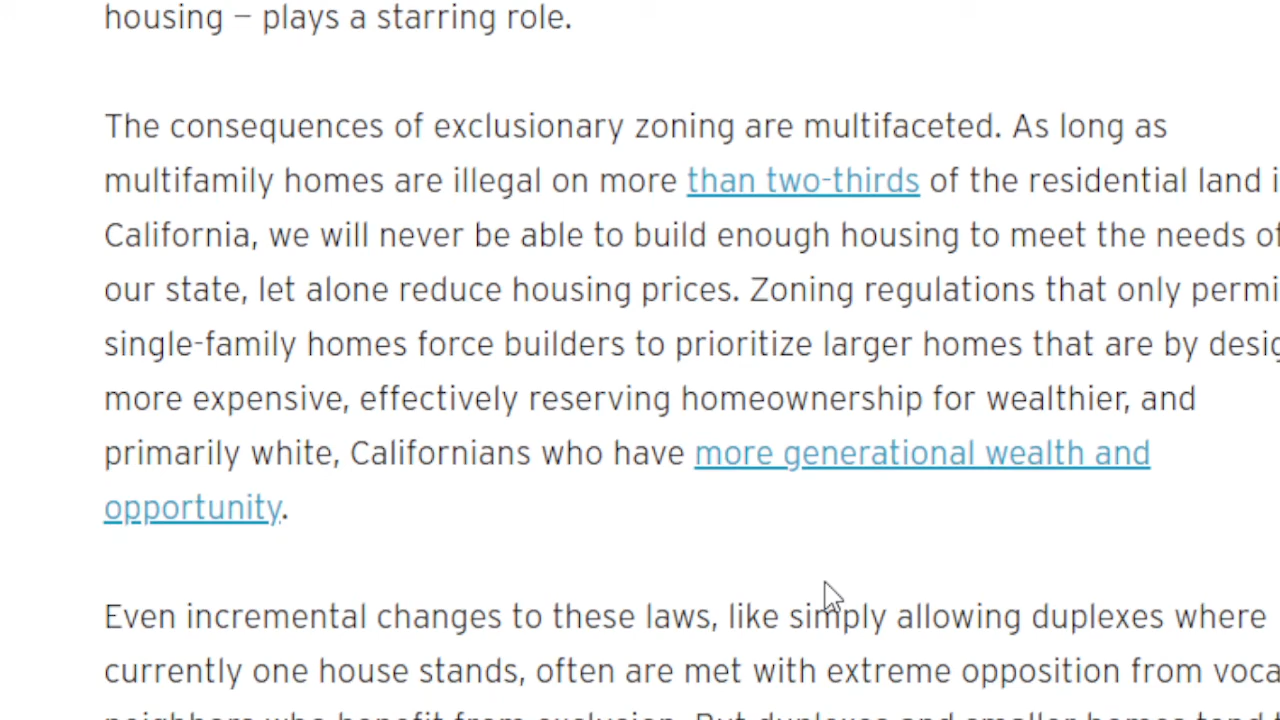 housing – plays a starring role.
The consequences of exclusionary zoning are multifaceted. As long as
multifamily homes are illegal on more than two-thirds of the residential land
California, we will never be able to build enough housing to meet the needs of
our state, let alone reduce housing prices. Zoning regulations that only
single-family homes force builders to prioritize larger homes that are by
more expensive, effectively reserving homeownership for wealthier, and
primarily white, Californians who have more generational wealth and
opportunity.
Even incremental changes to these laws, like simply allowing duplexes where
currently one house stands, often are met with extreme opposition from